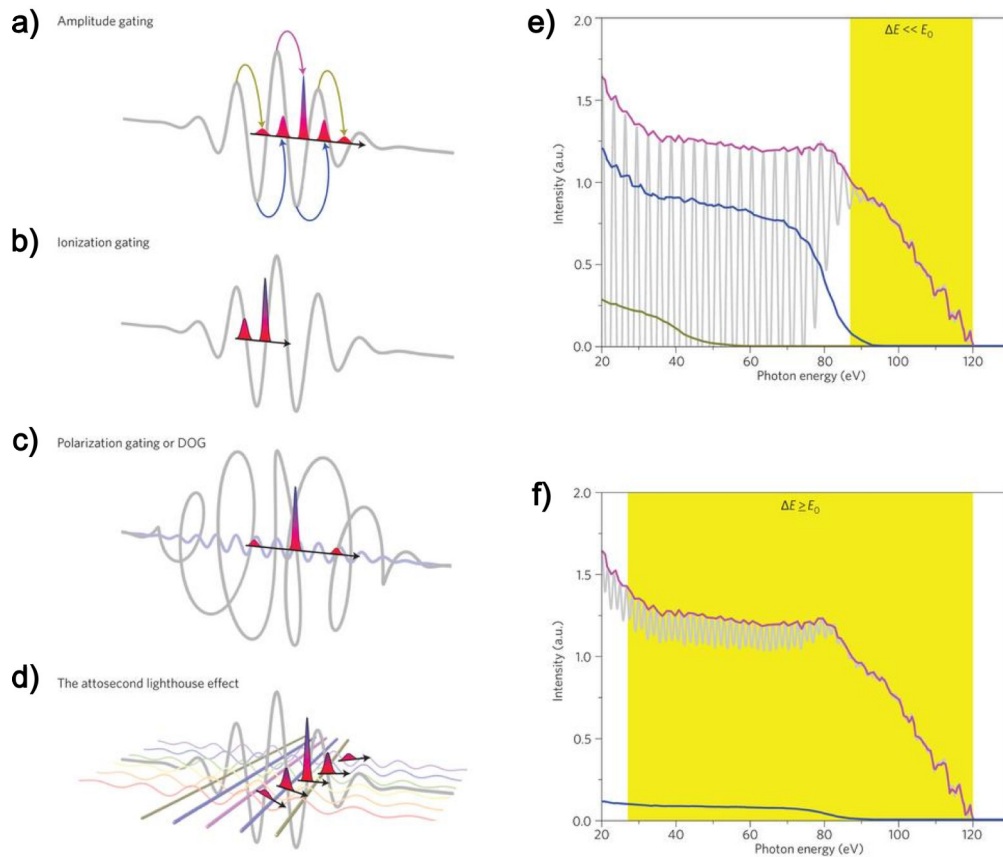 a) Amplitude gating
b) Ionization gating
c) Polarization gating or DOG
d) The attosecond lighthouse effect
e)
ΔE << E0
2.0
1.5
1.0
0.5
0
Intensity (a.u.)
20 40 60 80 100 120
Photon energy (eV)
f)
ΔE ≥ E0
2.0
1.5
1.0
0.5
0
Intensity (a.u.)
20 40 60 80 100 120
Photon energy (eV)